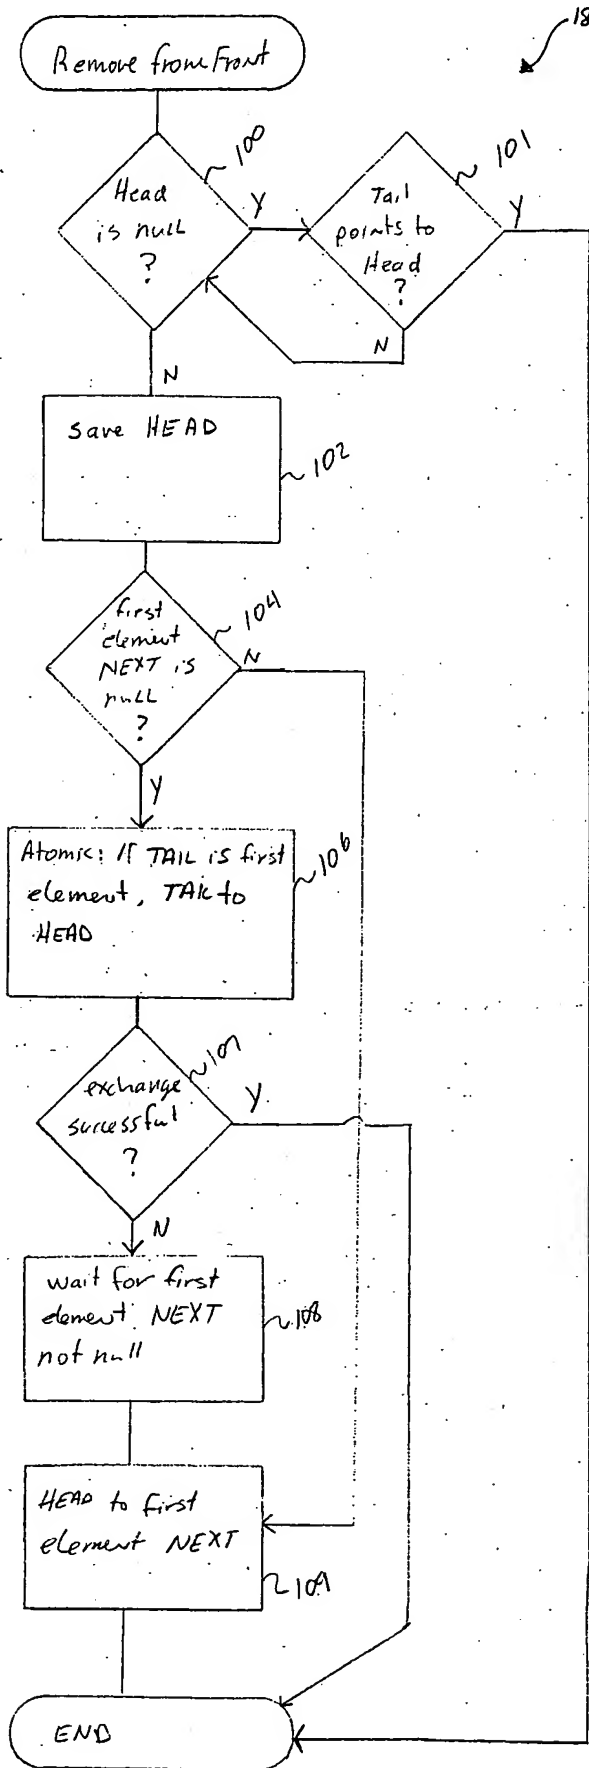 18
Remove from Front
100
Head
is null
?
Y
N
101
Tail
points to
Head
?
Y
N
save HEAD
102
first
element
NEXT is
null
?
104
N
Y
Atomic: If TAIL is first
element, TAIL to
HEAD
106
exchange
successful
?
107
Y
N
wait for first
element NEXT
not null
108
HEAD to first
element NEXT
109
END